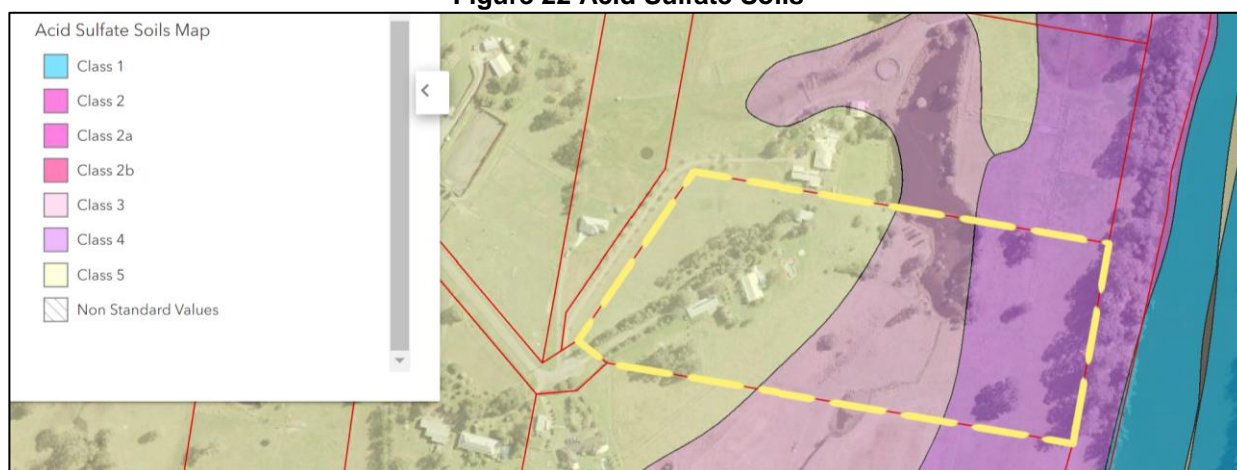 Figure 22 Acid Sulfate Soils
Acid Sulfate Soils Map
Class 1
Class 2
Class 2a
Class 2b
Class 3
Class 4
Class 5
Non Standard Values